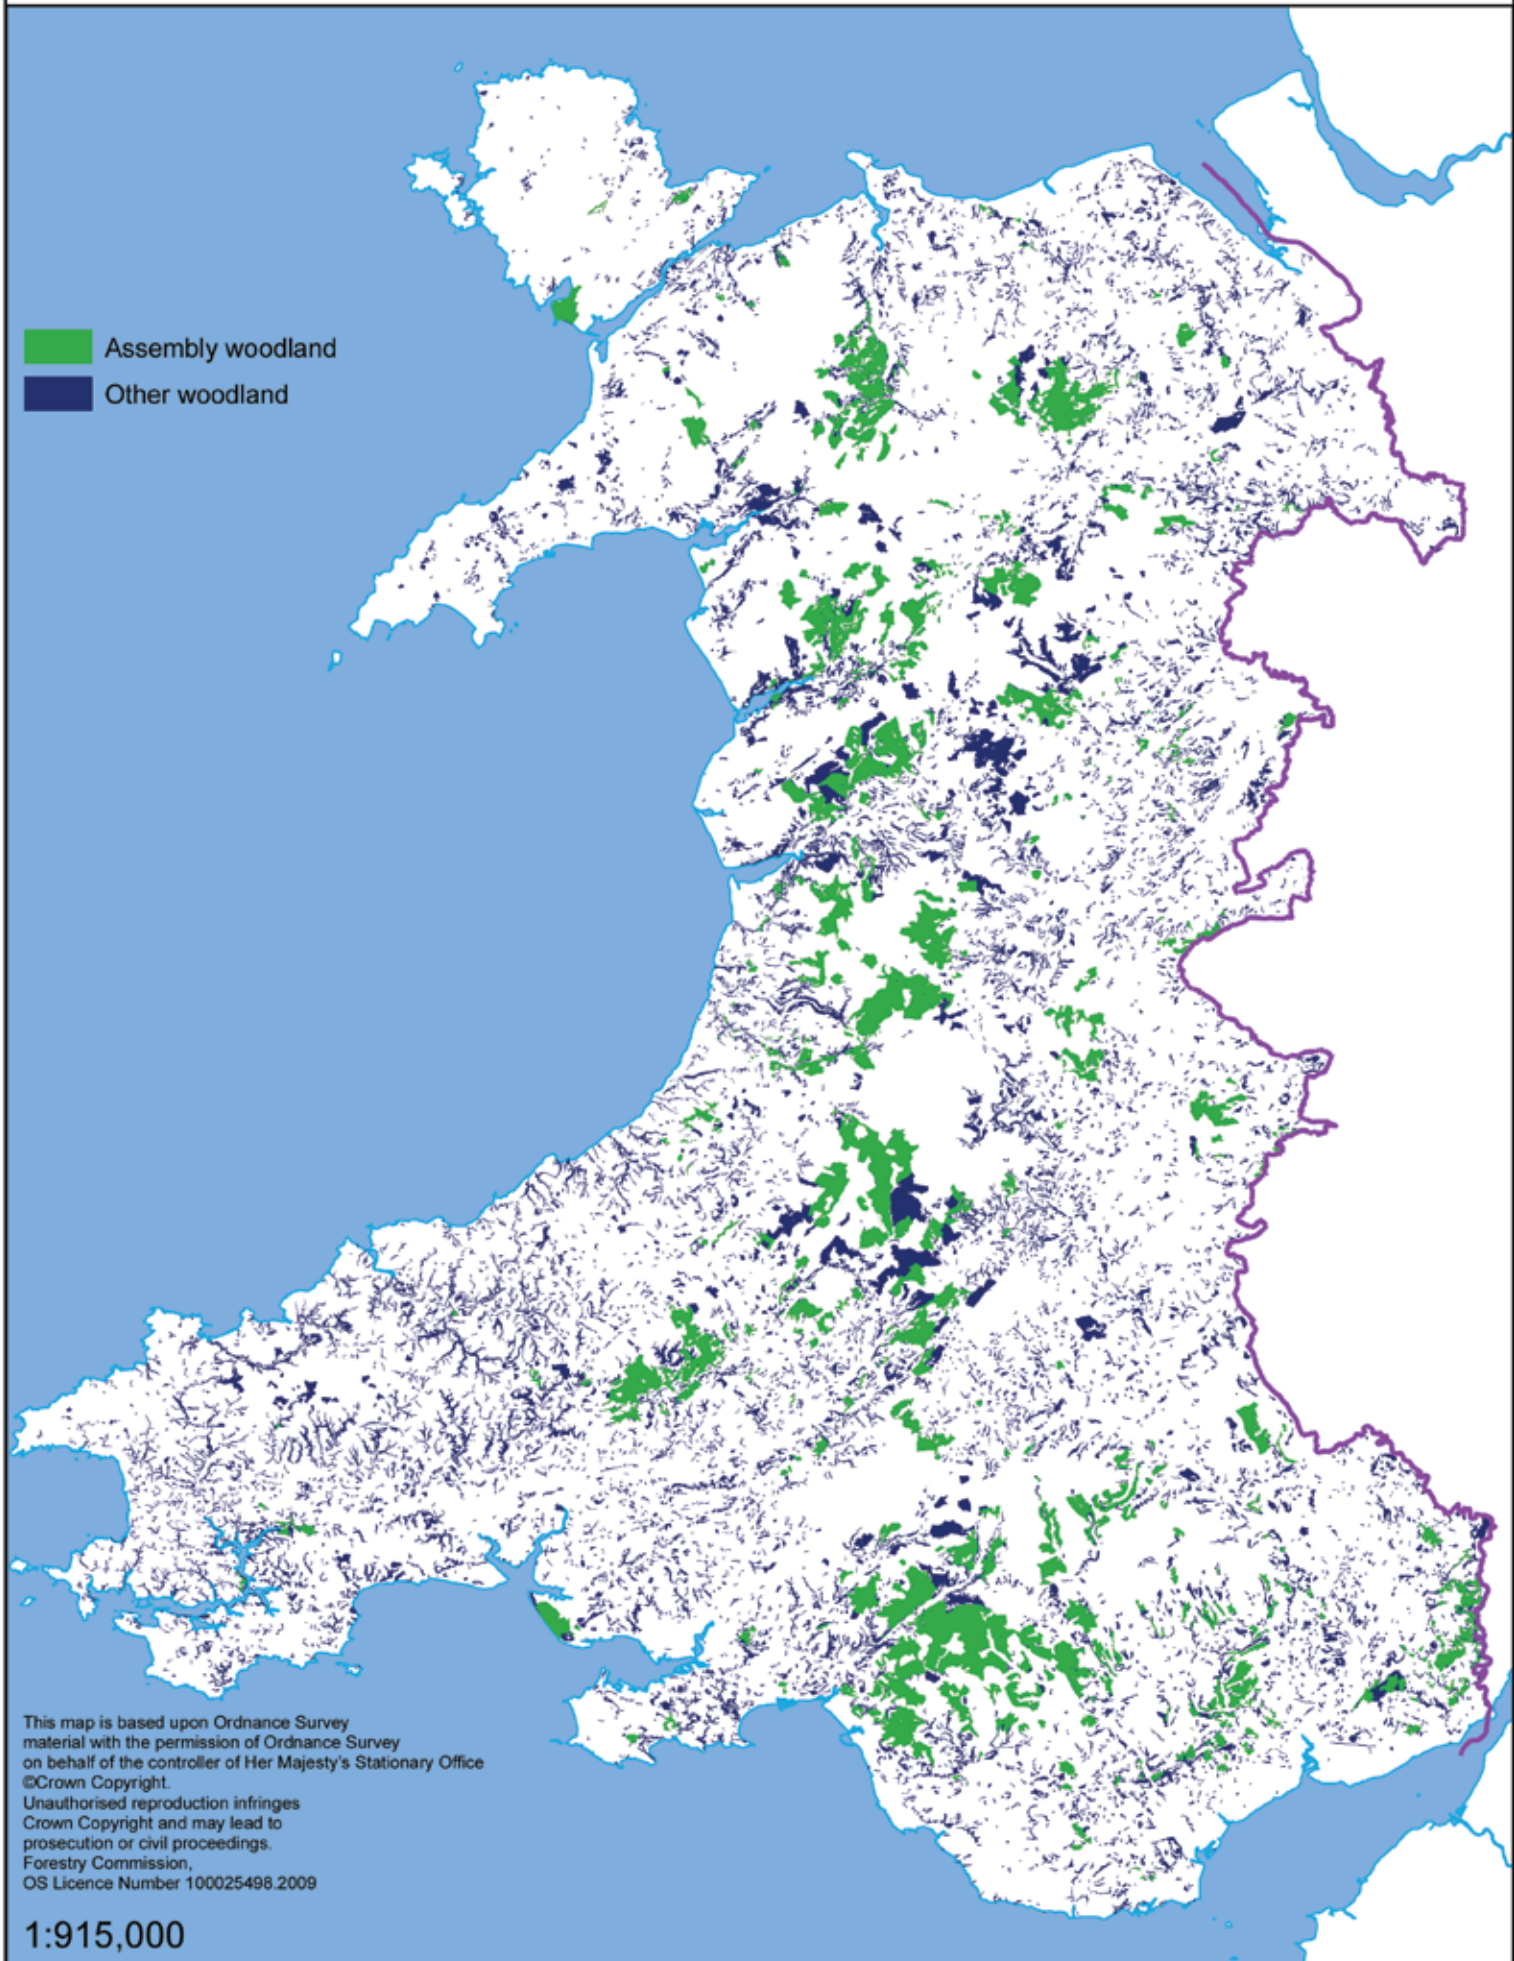 Assembly woodland
Other woodland
This map is based upon Ordnance Survey
material with the permission of Ordnance Survey
on behalf of the controller of Her Majesty's Stationary Office
©Crown Copyright.
Unauthorised reproduction infringes
Crown Copyright and may lead to
prosecution or civil proceedings.
Forestry Commission,
OS Licence Number 100025498.2009
1:915,000